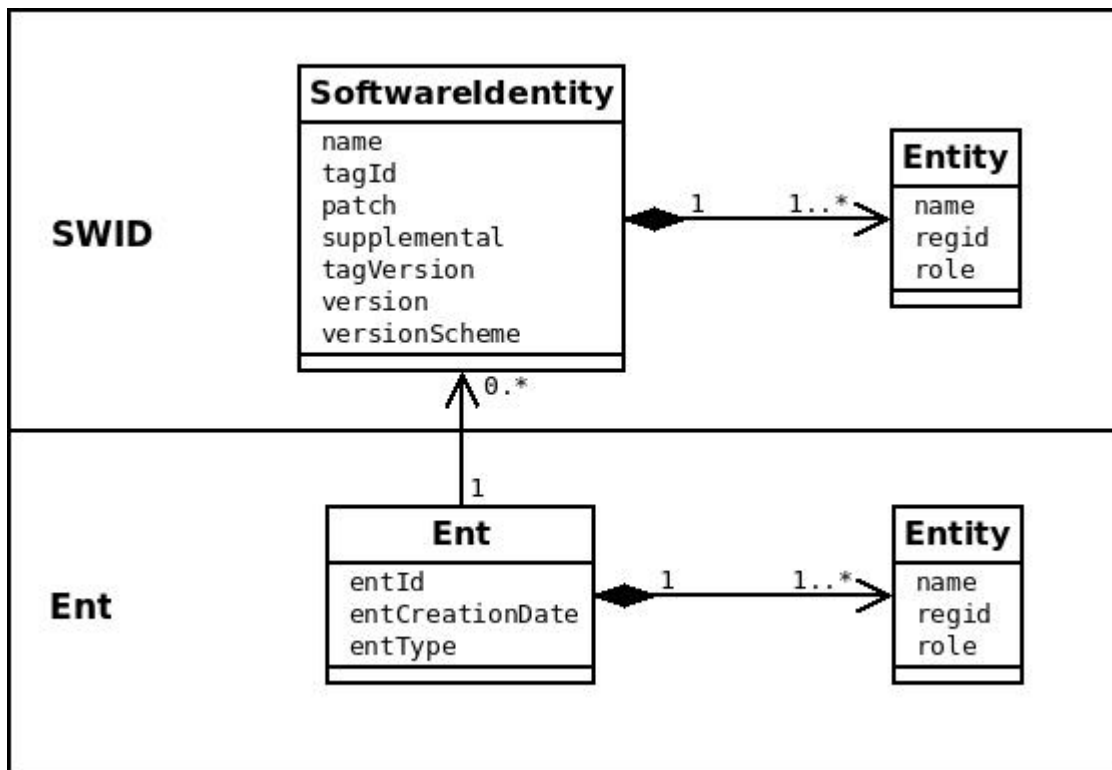 SWID
SoftwareIdentity
name
tagId
patch
supplemental
tagVersion
version
versionScheme
1
1..*
Entity
name
regid
role
0.*
1
Ent
Ent
entId
entCreationDate
entType
1
1..*
Entity
name
regid
role